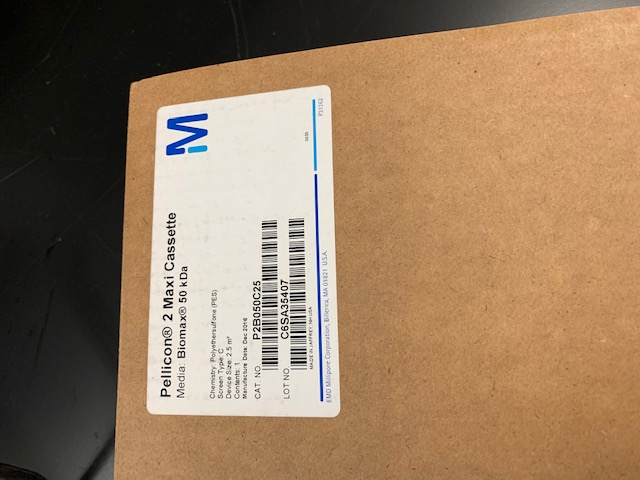 M
Pellicon® 2 Maxi Cassette
Media: Biomax® 50 kDa
Chemistry: Polyethersulfone (PES)
Screen Type: C
Device Size: 2.5 m²
Contents: 1
Manufacture Date: Dec 2016
CAT. NO. P2B050C25
LOT NO. C6SA35407
MADE IN JAFFREY, NH USA
EMD Millipore Corporation, Billerica, MA 01821 U.S.A
P31262